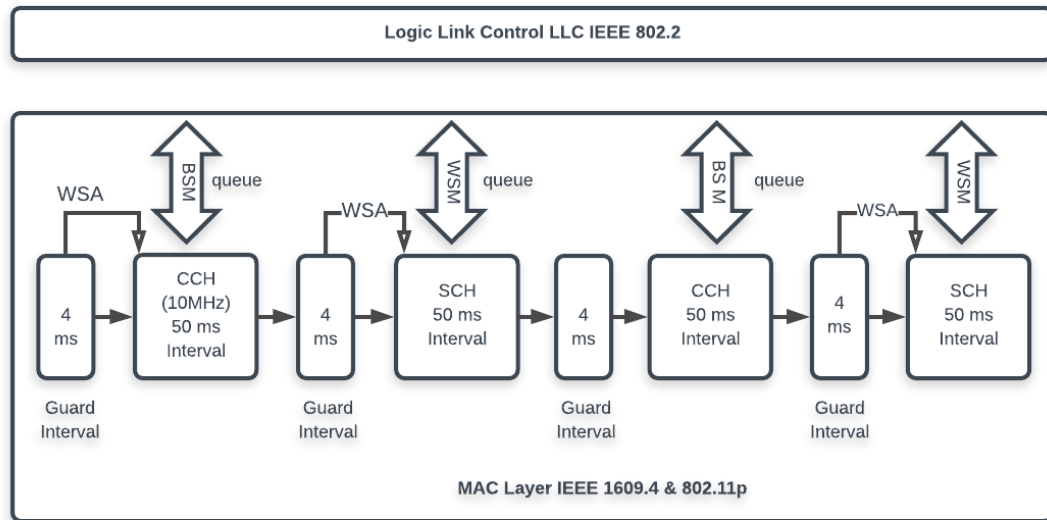 Logic Link Control LLC IEEE 802.2
BSM
queue
WSM
queue
BS M
queue
WSM
WSA
WSA
WSA
4
ms
CCH
(10MHz)
50 ms
Interval
4
ms
SCH
50 ms
Interval
4
ms
CCH
50 ms
Interval
4
ms
SCH
50 ms
Interval
Guard
Interval
Guard
Interval
Guard
Interval
Guard
Interval
MAC Layer IEEE 1609.4 & 802.11p